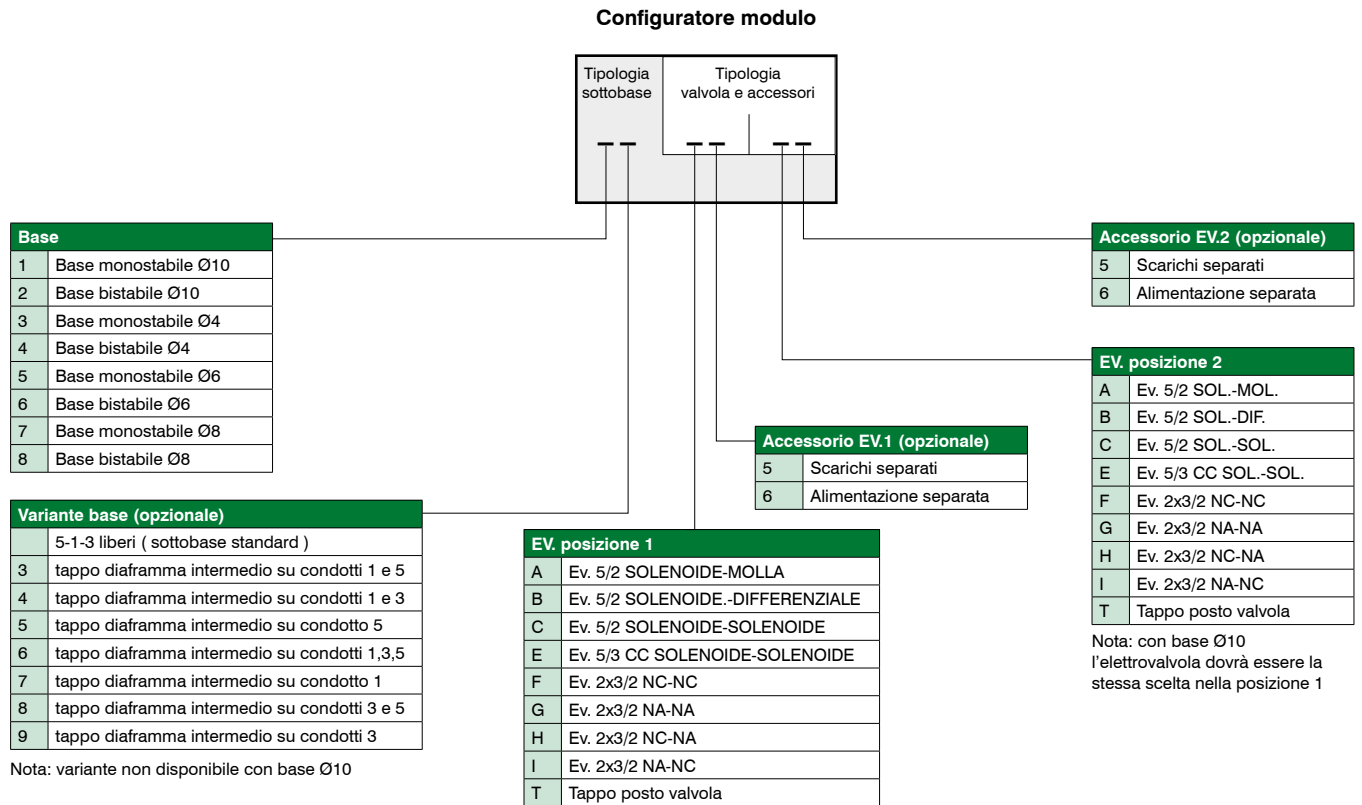 Configuratore modulo
Tipologia
sottobase
Tipologia
valvola e accessori
Base
1 Base monostabile Ø10
2 Base bistabile Ø10
3 Base monostabile Ø4
4 Base bistabile Ø4
5 Base monostabile Ø6
6 Base bistabile Ø6
7 Base monostabile Ø8
8 Base bistabile Ø8
Variante base (opzionale)
5-1-3 liberi ( sottobase standard )
3 tappo diaframma intermedio su condotti 1 e 5
4 tappo diaframma intermedio su condotti 1 e 3
5 tappo diaframma intermedio su condotto 5
6 tappo diaframma intermedio su condotti 1,3,5
7 tappo diaframma intermedio su condotto 1
8 tappo diaframma intermedio su condotti 3 e 5
9 tappo diaframma intermedio su condotti 3
Nota: variante non disponibile con base Ø10
EV. posizione 1
A Ev. 5/2 SOLENOIDE-MOLLA
B Ev. 5/2 SOLENOIDE.-DIFFERENZIALE
C Ev. 5/2 SOLENOIDE-SOLENOIDE
E Ev. 5/3 CC SOLENOIDE-SOLENOIDE
F Ev. 2x3/2 NC-NC
G Ev. 2x3/2 NA-NA
H Ev. 2x3/2 NC-NA
I Ev. 2x3/2 NA-NC
T Tappo posto valvola
Accessorio EV.1 (opzionale)
5 Scarichi separati
6 Alimentazione separata
Accessorio EV.2 (opzionale)
5 Scarichi separati
6 Alimentazione separata
EV. posizione 2
A Ev. 5/2 SOL.-MOL.
B Ev. 5/2 SOL.-DIF.
C Ev. 5/2 SOL.-SOL.
E Ev. 5/3 CC SOL.-SOL.
F Ev. 2x3/2 NC-NC
G Ev. 2x3/2 NA-NA
H Ev. 2x3/2 NC-NA
I Ev. 2x3/2 NA-NC
T Tappo posto valvola
Nota: con base Ø10
l'elettrovalvola dovrà essere la
stessa scelta nella posizione 1